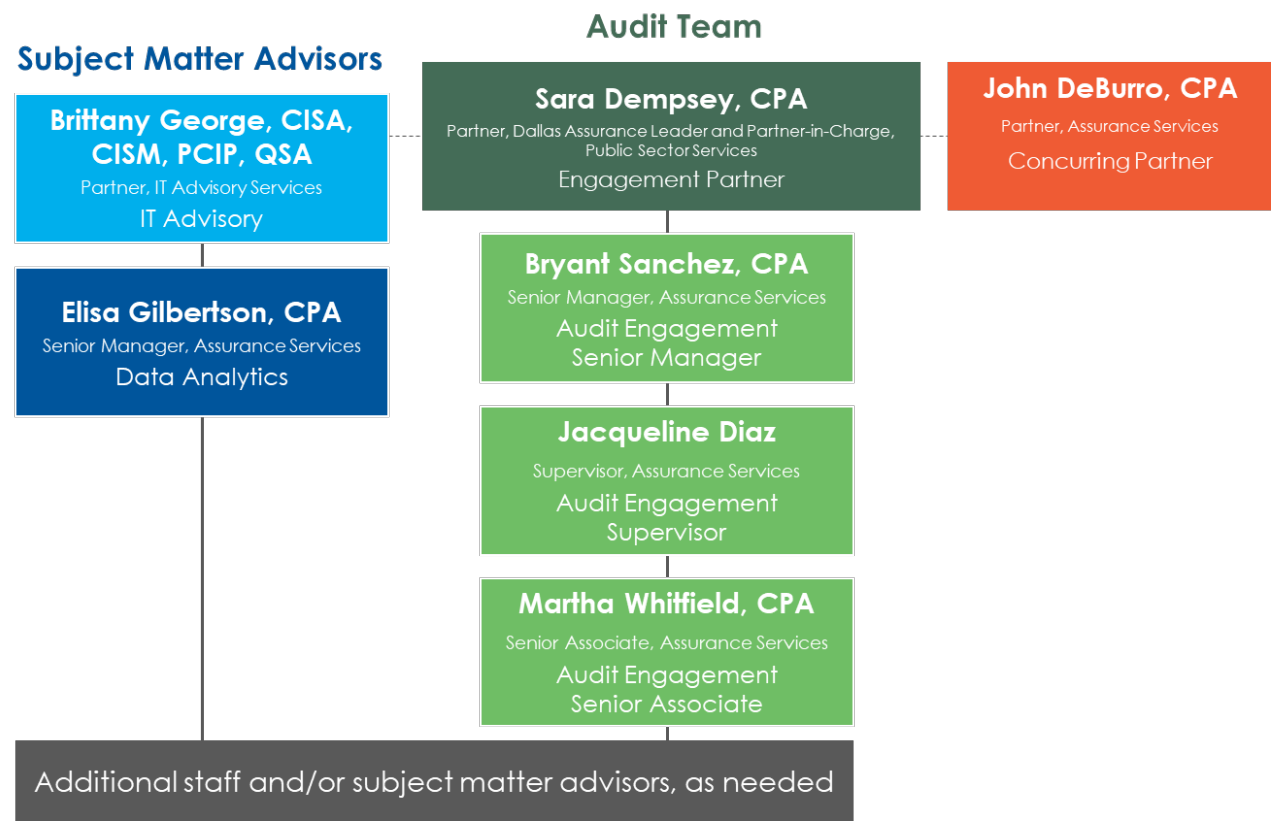 Audit Team
Subject Matter Advisors
Brittany George, CISA,
CISM, PCIP, QSA
Partner, IT Advisory Services
IT Advisory
Elisa Gilbertson, CPA
Senior Manager, Assurance Services
Data Analytics
Sara Dempsey, CPA
Partner, Dallas Assurance Leader and Partner-in-Charge,
Public Sector Services
Engagement Partner
John DeBurro, CPA
Partner, Assurance Services
Concurring Partner
Bryant Sanchez, CPA
Senior Manager, Assurance Services
Audit Engagement
Senior Manager
Jacqueline Diaz
Supervisor, Assurance Services
Audit Engagement
Supervisor
Martha Whitfield, CPA
Senior Associate, Assurance Services
Audit Engagement
Senior Associate
Additional staff and/or subject matter advisors, as needed